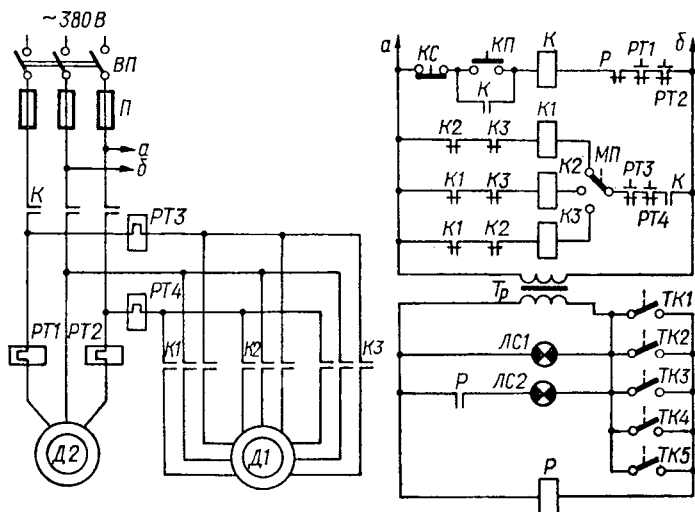 ~380 В
ВП
П
а
б
К
РТ3
РТ4
РТ1 РТ2
К1
К2
К3
Д2
Д1
а
б
КС
КП
К
К
Р
РТ1
РТ2
К2
К3
К1
К1
К3
К2
МП
РТ3
К
РТ4
К1
К2
К3
Тр
ТК1
ЛС1
ТК2
Р
ЛС2
ТК3
ТК4
ТК5
Р